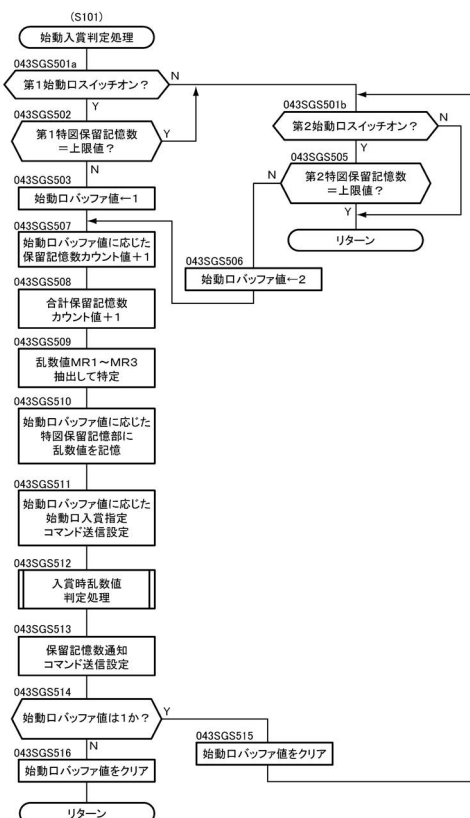 (S101)
始動入賞判定処理
043SGS501a
第1始動口スイッチオン？
N
Y
043SGS502
第1特図保留記憶数
＝上限値？
Y
N
043SGS503
始動口バッファ値←1
043SGS507
始動口バッファ値に応じた
保留記憶数カウント値＋1
043SGS508
合計保留記憶数
カウント値＋1
043SGS509
乱数値MR1～MR3
抽出して特定
043SGS510
始動口バッファ値に応じた
特図保留記憶部に
乱数値を記憶
043SGS511
始動口バッファ値に応じた
始動口入賞指定
コマンド送信設定
043SGS512
入賞時乱数値
判定処理
043SGS513
保留記憶数通知
コマンド送信設定
043SGS514
始動口バッファ値は1か？
Y
N
043SGS516
始動口バッファ値をクリア
リターン
043SGS501b
第2始動口スイッチオン？
N
Y
043SGS505
第2特図保留記憶数
＝上限値？
N
Y
リターン
043SGS506
始動口バッファ値←2
043SGS515
始動口バッファ値をクリア